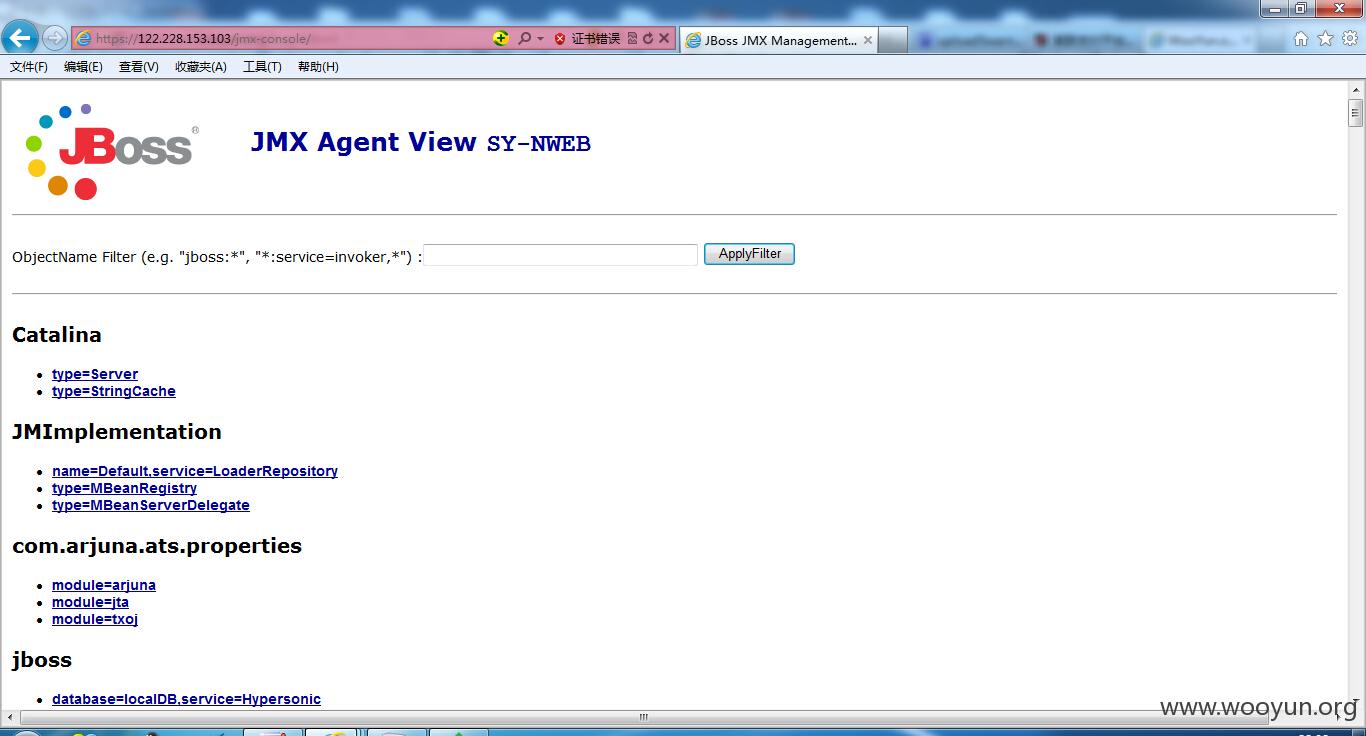 https://122.228.153.103/jmx-console/
证书错误
JBoss JMX Management...
文件(F) 编辑(E) 查看(V) 收藏夹(A) 工具(T) 帮助(H)
JBoss®
JMX Agent View SY-NWEB
ObjectName Filter (e.g. "jboss:*", "*:service=invoker,*") :
ApplyFilter
Catalina
type=Server
type=StringCache
JMImplementation
name=Default,service=LoaderRepository
type=MBeanRegistry
type=MBeanServerDelegate
com.arjuna.ats.properties
module=arjuna
module=jta
module=txoj
jboss
database=localDB,service=Hypersonic
www.wooyun.org